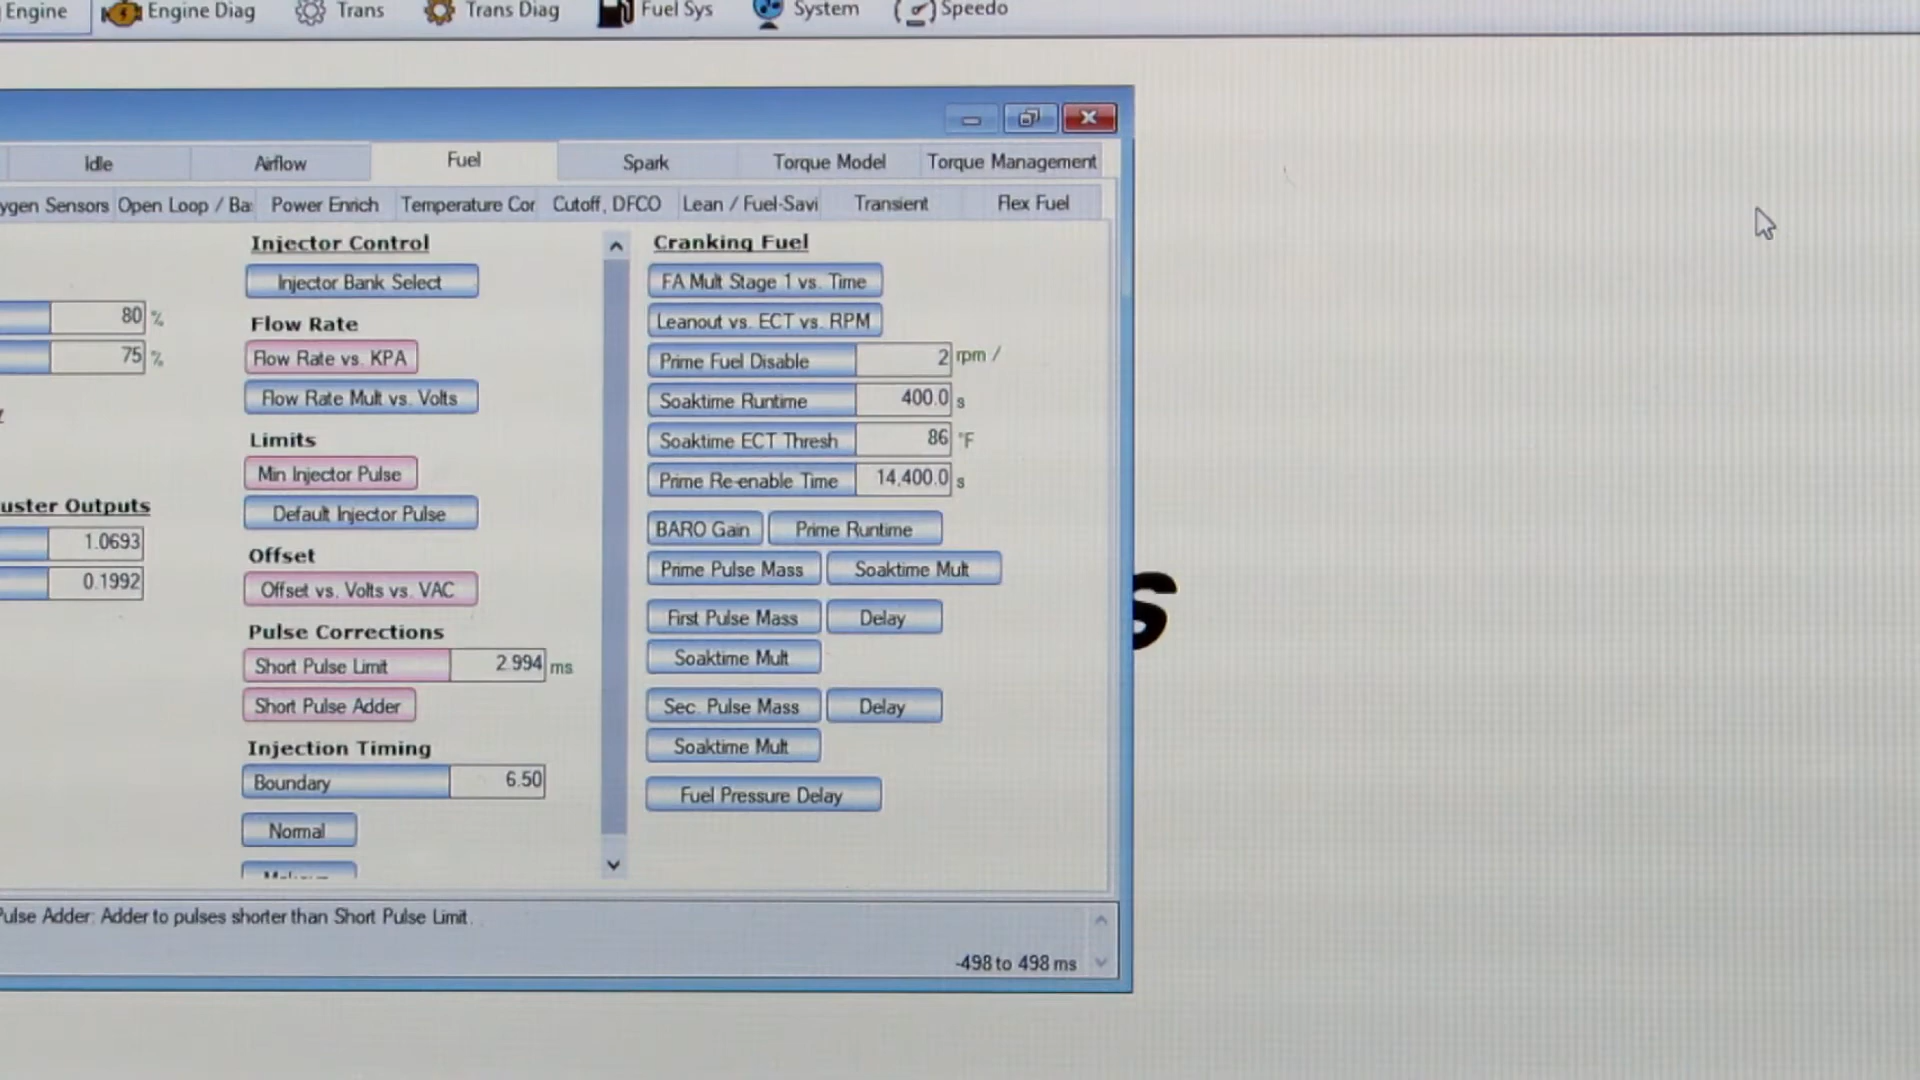 Engine Engine Diag Trans Trans Diag Fuel Sys System Speedo
Idle Airflow Fuel Spark Torque Model Torque Management
ygen Sensors Open Loop / Ba Power Enrich Temperature Cor Cutoff, DFCO Lean / Fuel-Savi Transient Flex Fuel
80 %
75 %
uster Outputs
1.0693
0.1992
Injector Control
Injector Bank Select
Flow Rate
Flow Rate vs. KPA
Flow Rate Mult vs. Volts
Limits
Min Injector Pulse
Default Injector Pulse
Offset
Offset vs. Volts vs. VAC
Pulse Corrections
Short Pulse Limit 2.994 ms
Short Pulse Adder
Injection Timing
Boundary 6.50
Normal
Cranking Fuel
FA Mult Stage 1 vs. Time
Leanout vs. ECT vs. RPM
Prime Fuel Disable 2 rpm /
Soaktime Runtime 400.0 s
Soaktime ECT Thresh 86 °F
Prime Re-enable Time 14,400.0 s
BARO Gain Prime Runtime
Prime Pulse Mass Soaktime Mult
First Pulse Mass Delay
Soaktime Mult
Sec. Pulse Mass Delay
Soaktime Mult
Fuel Pressure Delay
s
Pulse Adder: Adder to pulses shorter than Short Pulse Limit.
-498 to 498 ms